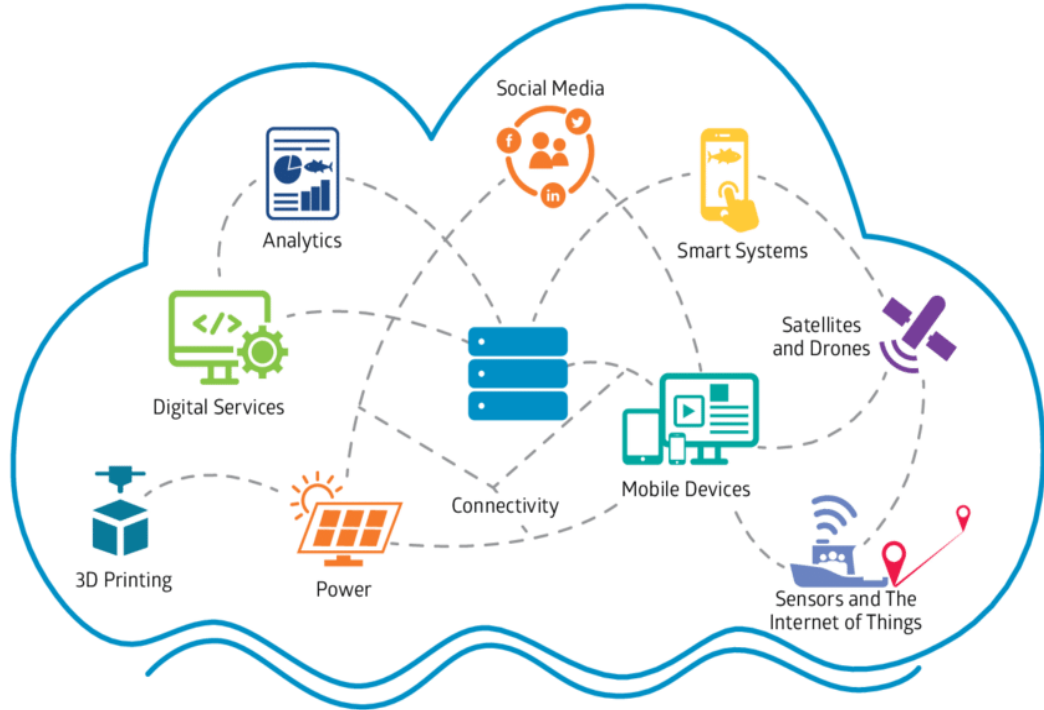 Social Media
f
in
Analytics
Smart Systems
</>
Satellites
and Drones
Digital Services
Mobile Devices
Connectivity
3D Printing
Power
Sensors and The
Internet of Things